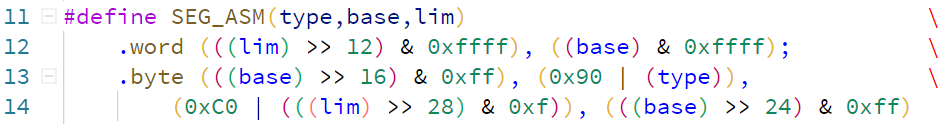 11 #define SEG_ASM(type,base,lim) \
12 .word (((lim) >> 12) & 0xffff), ((base) & 0xffff); \
13 .byte (((base) >> 16) & 0xff), (0x90 | (type)), \
14 (0xC0 | (((lim) >> 28) & 0xf)), (((base) >> 24) & 0xff)